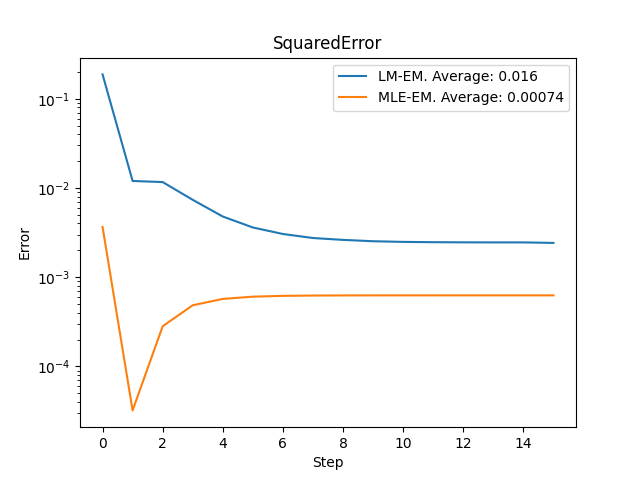 SquaredError
LM-EM. Average: 0.016
MLE-EM. Average: 0.00074
10⁻¹
10⁻²
10⁻³
10⁻⁴
Error
0 2 4 6 8 10 12 14
Step